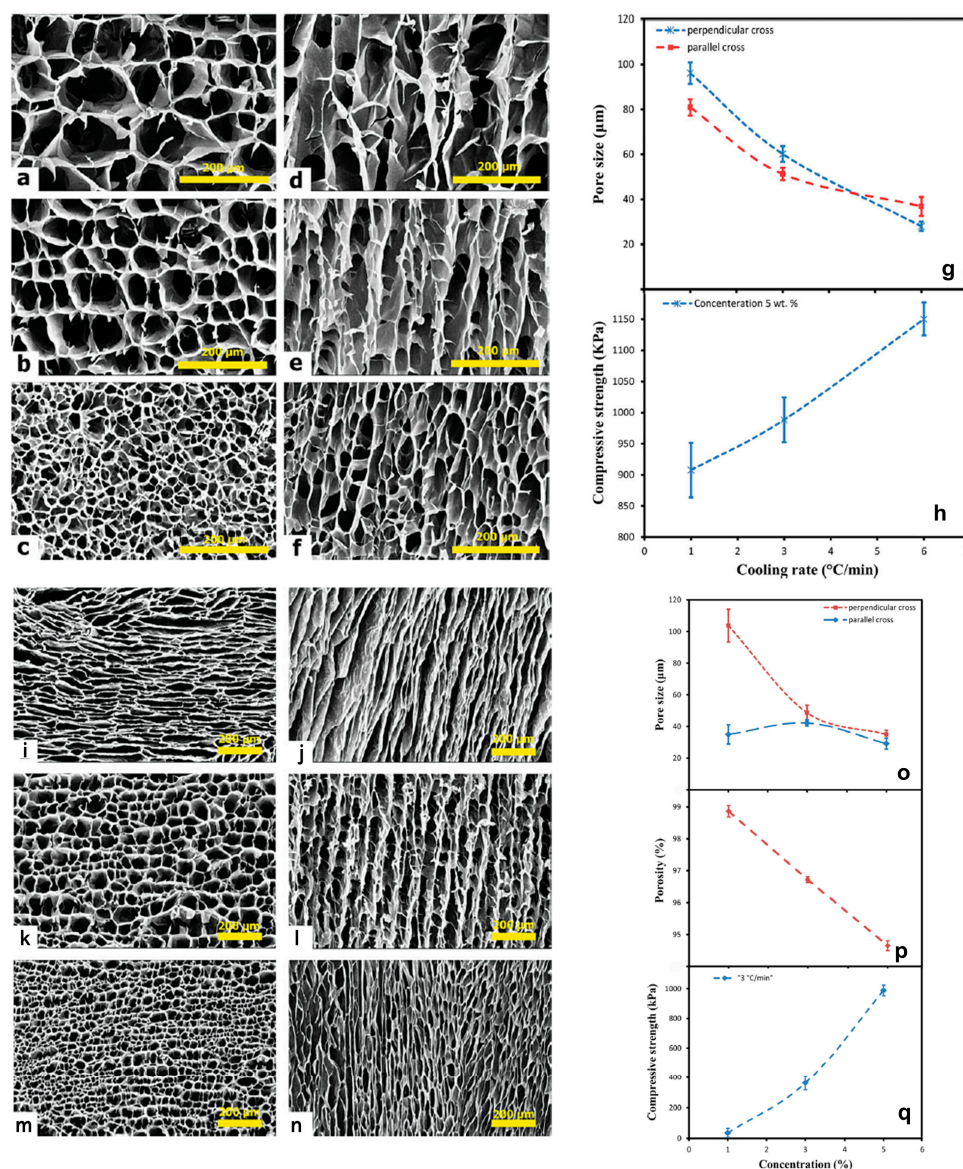 200 μm
a
200 μm
d
200 μm
b
200 μm
e
200 μm
c
200 μm
f
120
100
80
60
40
20
Pore size (μm)
perpendicular cross
parallel cross
g
1150
1100
1050
1000
950
900
850
800
Compressive strength (KPa)
Concenteration 5 wt. %
h
0 1 2 3 4 5 6 7
Cooling rate (°C/min)
200 μm
i
200 μm
j
200 μm
k
200 μm
l
200 μm
m
200 μm
n
120
100
80
60
40
20
Pore size (μm)
perpendicular cross
parallel cross
o
99
98
97
96
95
Porosity (%)
p
1000
800
600
400
200
0
Compressive strength (kPa)
"3 °C/min"
q
0 1 2 3 4 5 6
Concentration (%)